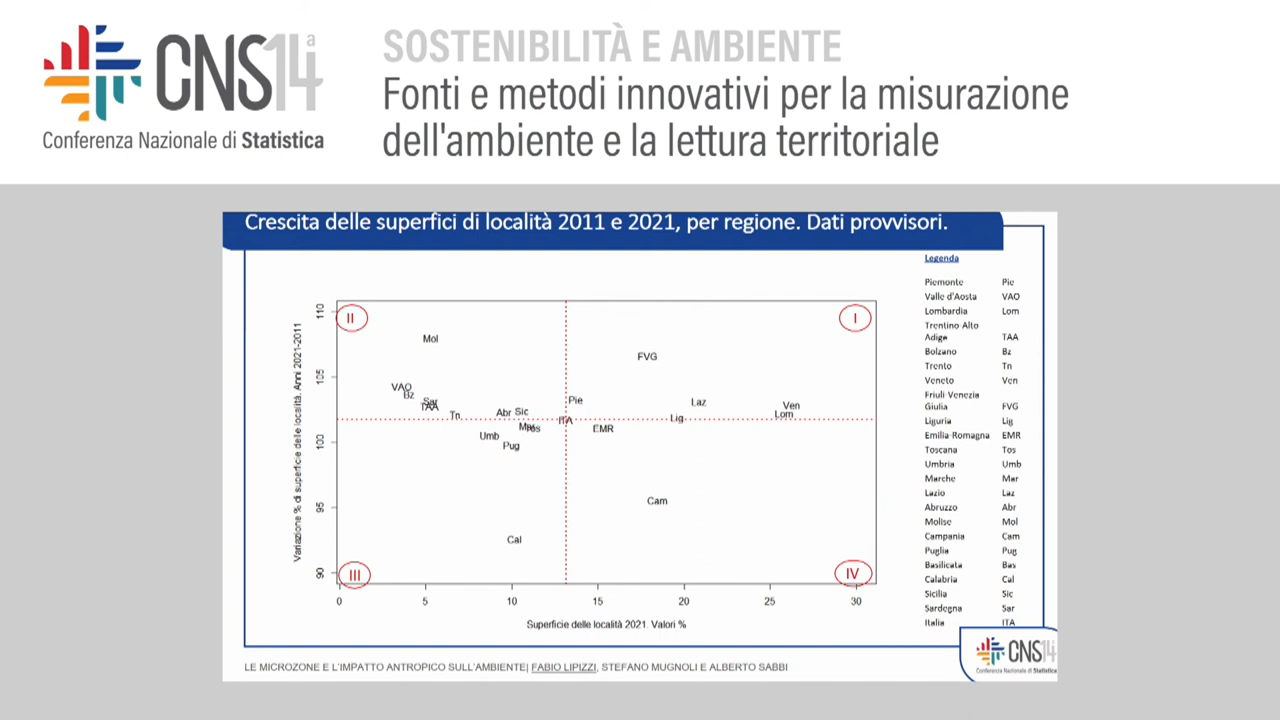 CNS14a
Conferenza Nazionale di Statistica
SOSTENIBILITÀ E AMBIENTE
Fonti e metodi innovativi per la misurazione
dell'ambiente e la lettura territoriale
Crescita delle superfici di località 2011 e 2021, per regione. Dati provvisori.
Variazione % di superficie delle località. Anni 2021-2011
110
105
100
95
90
II
I
III
IV
Mol
FVG
VAO
Bz
Sar
TAA
Tn
Abr
Sic
Pie
Laz
Ven
Lom
Lig
ITA
EMR
Mar
Tos
Umb
Pug
Cam
Cal
0 5 10 15 20 25 30
Superficie delle località 2021. Valori %
Legenda
Piemonte Pie
Valle d'Aosta VAO
Lombardia Lom
Trentino Alto
Adige TAA
Bolzano Bz
Trento Tn
Veneto Ven
Friuli Venezia
Giulia FVG
Liguria Lig
Emilia-Romagna EMR
Toscana Tos
Umbria Umb
Marche Mar
Lazio Laz
Abruzzo Abr
Molise Mol
Campania Cam
Puglia Pug
Basilicata Bas
Calabria Cal
Sicilia Sic
Sardegna Sar
Italia ITA
LE MICROZONE E L'IMPATTO ANTROPICO SULL'AMBIENTE| FABIO LIPIZZI, STEFANO MUGNOLI E ALBERTO SABBI
CNS14
Conferenza Nazionale di Statistica